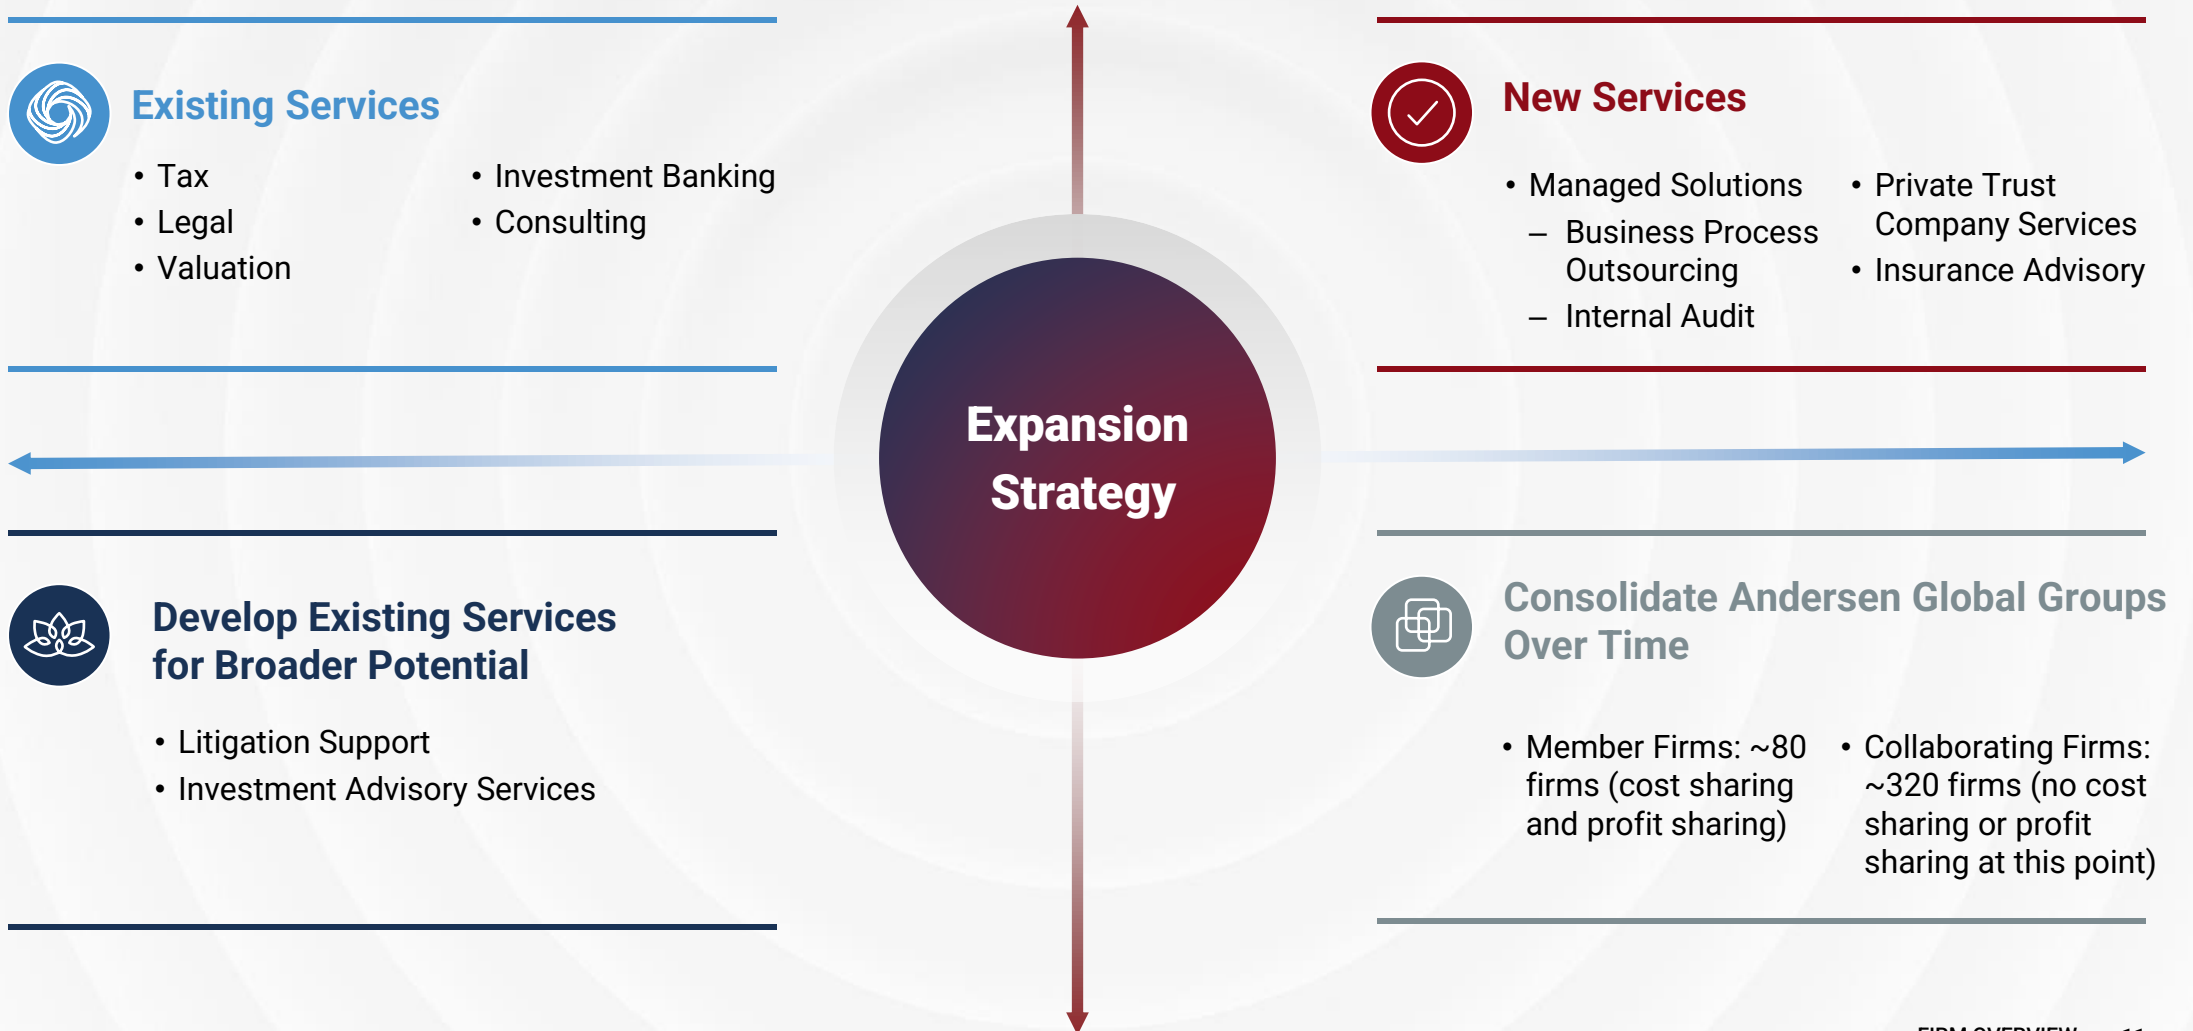 Existing Services
• Tax
• Legal
• Valuation
• Investment Banking
• Consulting
New Services
• Managed Solutions
– Business Process
Outsourcing
– Internal Audit
• Private Trust
Company Services
• Insurance Advisory
Expansion
Strategy
Develop Existing Services
for Broader Potential
• Litigation Support
• Investment Advisory Services
Consolidate Andersen Global Groups
Over Time
• Member Firms: ~80
firms (cost sharing
and profit sharing)
• Collaborating Firms:
~320 firms (no cost
sharing or profit
sharing at this point)
FIRM OVERVIEW